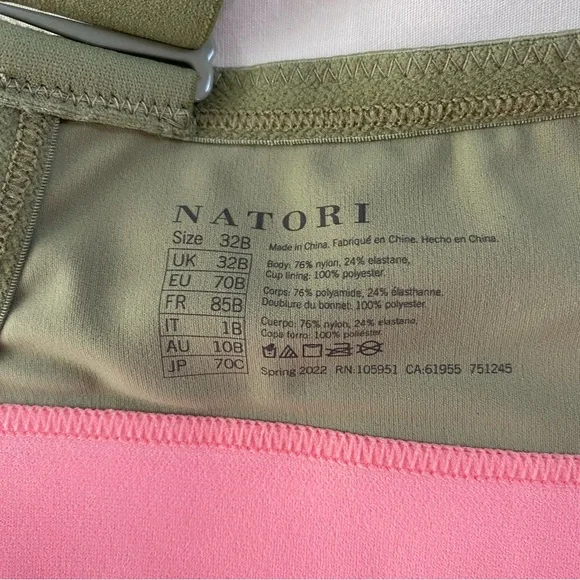 NATORI
Size 32B
UK 32B
EU 70B
FR 85B
IT 1B
AU 10B
JP 70C
Made in China. Fabriqué en Chine. Hecho en China.
Body: 76% nylon, 24% elastane,
Cup lining: 100% polyester.
Corps: 76% polyamide, 24% élasthanne.
Doublure du bonnet: 100% polyester.
Cuerpo: 76% nylon, 24% elastano,
Copa forro: 100% poliéster.
Spring 2022 RN:105951 CA:61955 751245